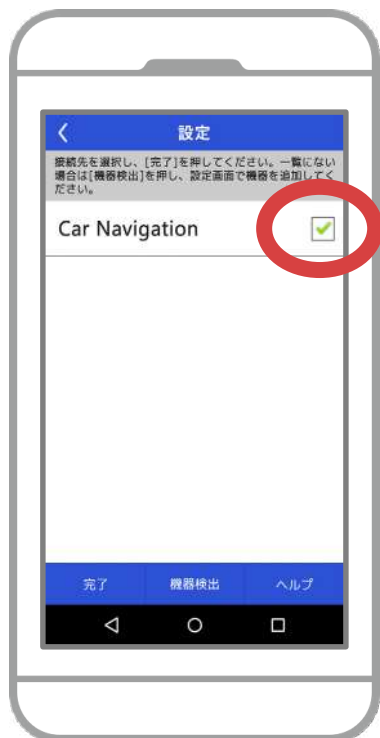 設定
接続先を選択し、[完了]を押してください。一覧にない
場合は[機器検出]を押し、設定画面で機器を追加してく
ださい。
Car Navigation
完了 機器検出 ヘルプ